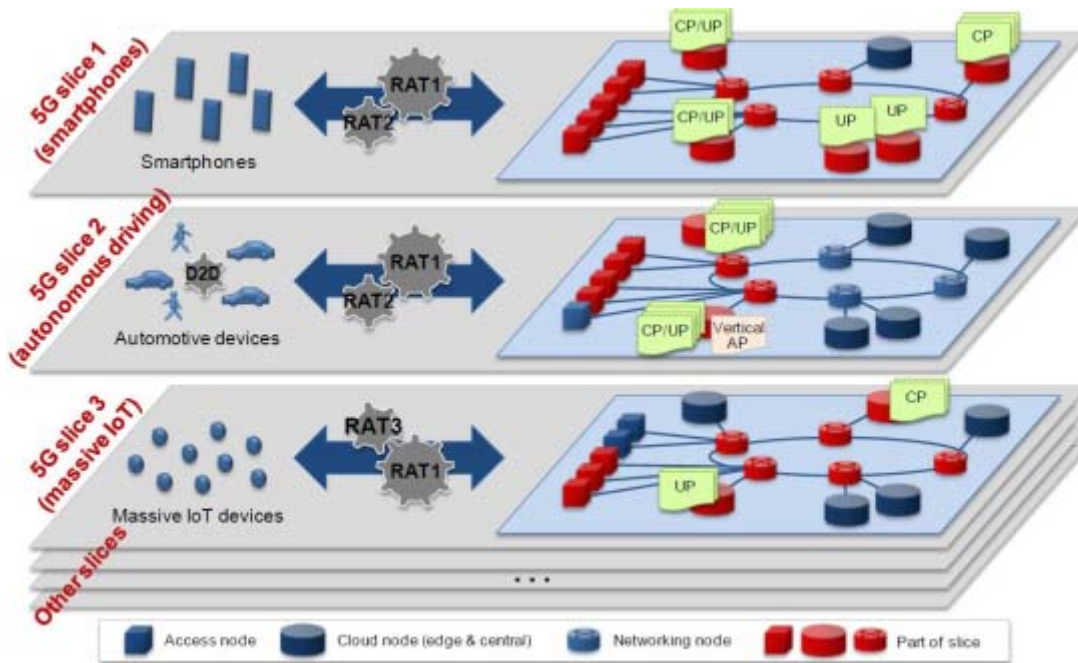 5G slice 1
(smartphones)
Smartphones
RAT1
RAT2
CP/UP
CP/UP
UP
UP
CP
5G slice 2
(autonomous driving)
D2D
Automotive devices
RAT1
RAT2
CP/UP
CP/UP
Vertical
AP
5G slice 3
(massive IoT)
Massive IoT devices
RAT3
RAT1
UP
CP
Other slices
...
Access node
Cloud node (edge & central)
Networking node
Part of slice